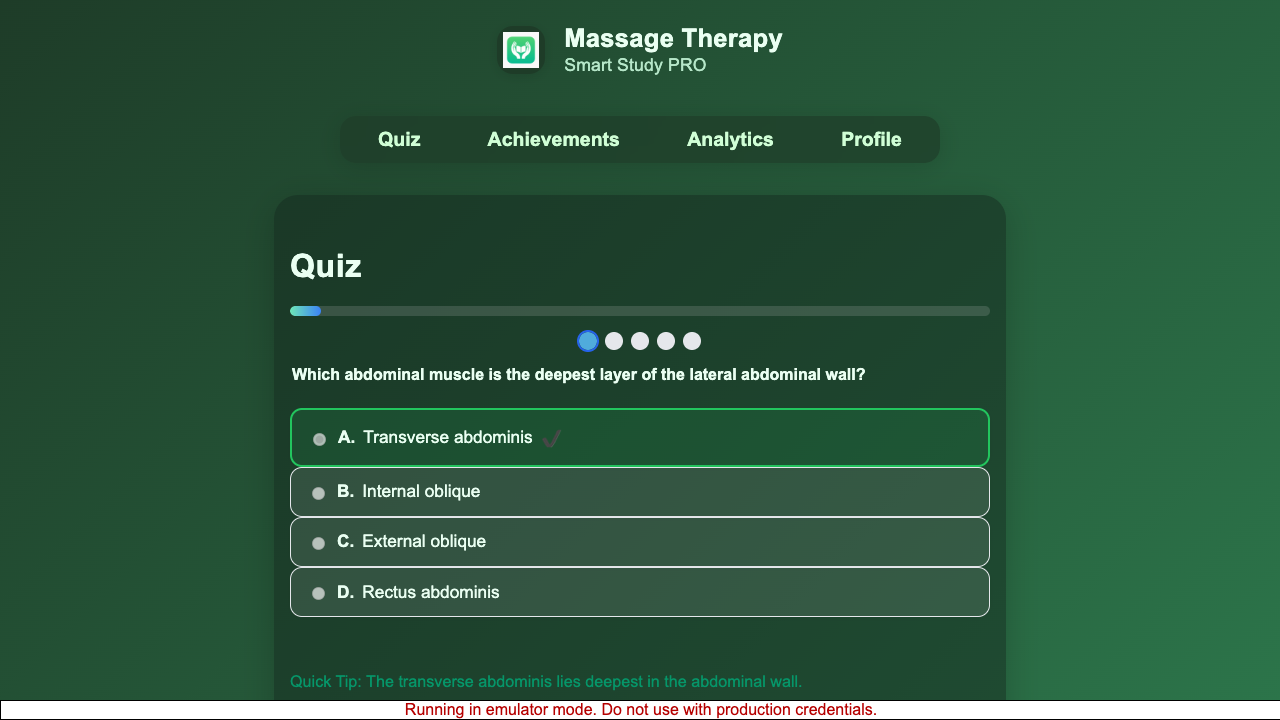 Massage Therapy
Smart Study PRO
Quiz Achievements Analytics Profile
Quiz
Which abdominal muscle is the deepest layer of the lateral abdominal wall?
A. Transverse abdominis ✔
B. Internal oblique
C. External oblique
D. Rectus abdominis
Quick Tip: The transverse abdominis lies deepest in the abdominal wall.
Running in emulator mode. Do not use with production credentials.